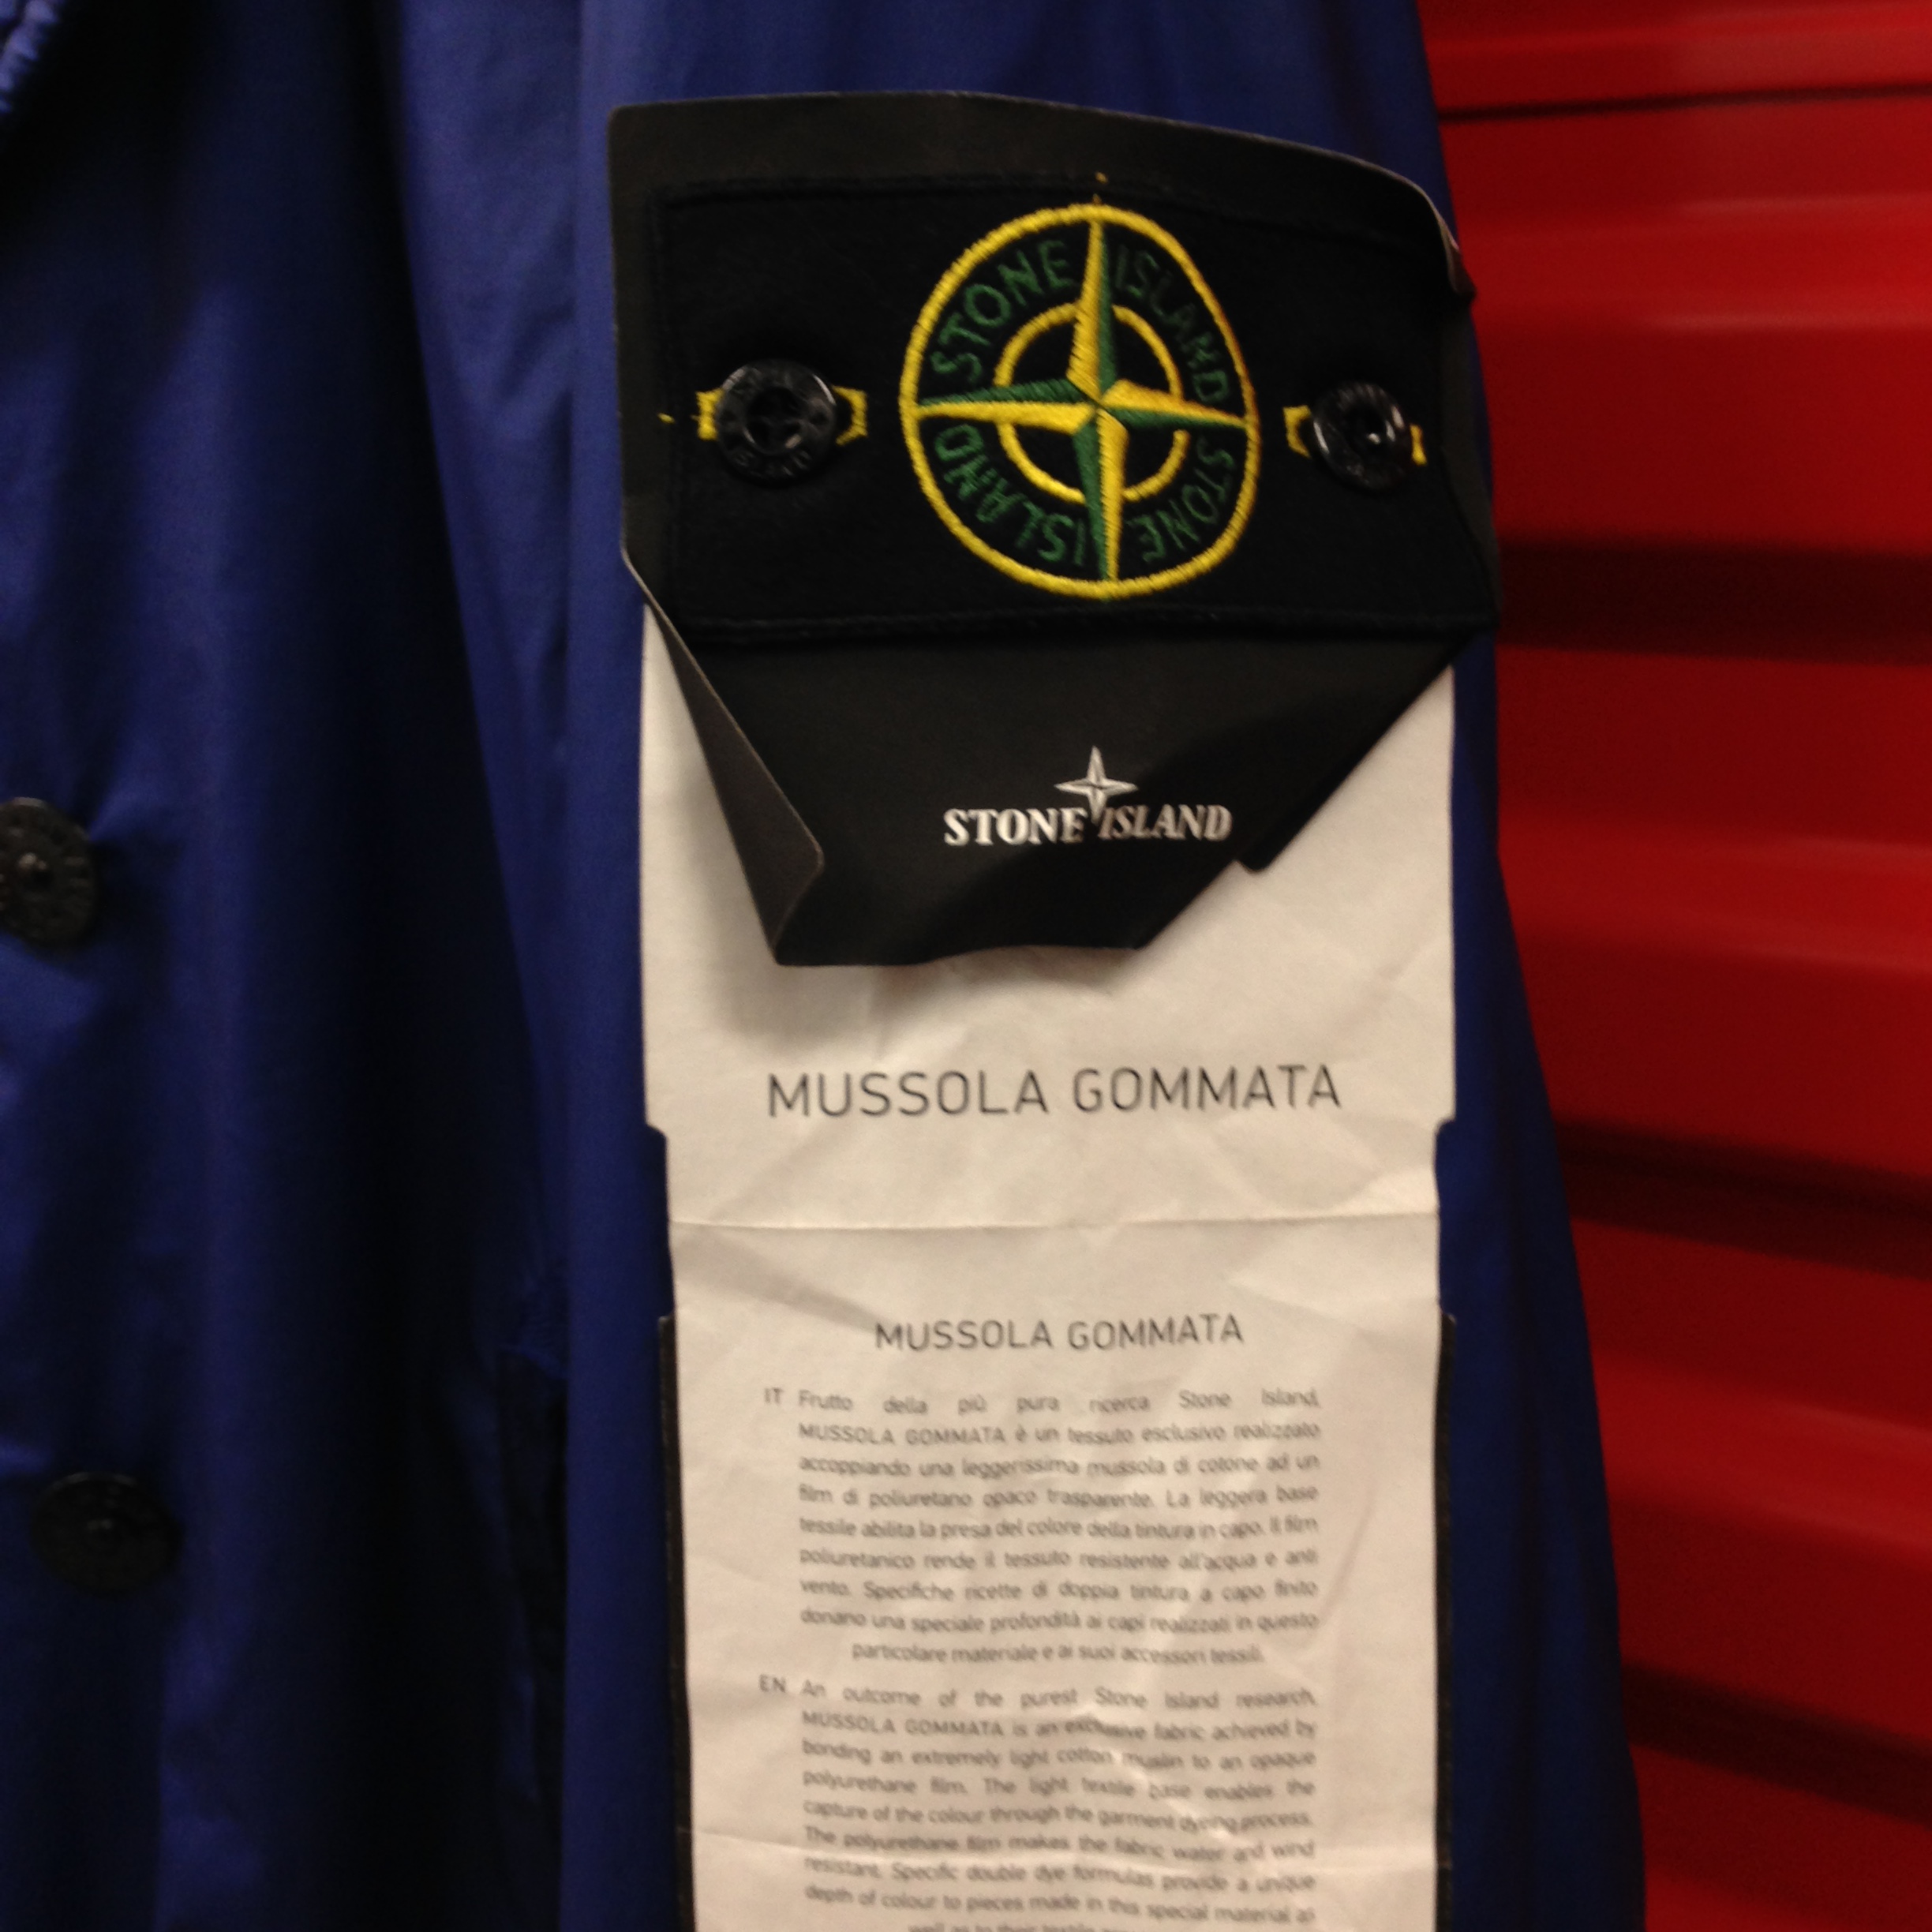 STONE ISLAND STONE ISLAND
ISLAND
STONE ISLAND
MUSSOLA GOMMATA
MUSSOLA GOMMATA
IT Frutto della più pura ricerca Stone Island,
MUSSOLA GOMMATA è un tessuto esclusivo realizzato
accoppiando una leggerissima mussola di cotone ad un
film di poliuretano opaco trasparente. La leggera base
tessile abilita la presa del colore della tintura in capo. Il film
poliuretanico rende il tessuto resistente all'acqua e anti
vento. Specifiche ricette di doppia tintura a capo finito
donano una speciale profondità ai capi realizzati in questo
particolare materiale e ai suoi accessori tessili.
EN An outcome of the purest Stone Island research,
MUSSOLA GOMMATA is an exclusive fabric achieved by
bonding an extremely light cotton muslin to an opaque
polyurethane film. The light textile base enables the
capture of the colour through the garment dyeing process.
The polyurethane film makes the fabric water and wind
resistant. Specific double dye formulas provide a unique
depth of colour to pieces made in this special material as
well as to their textile